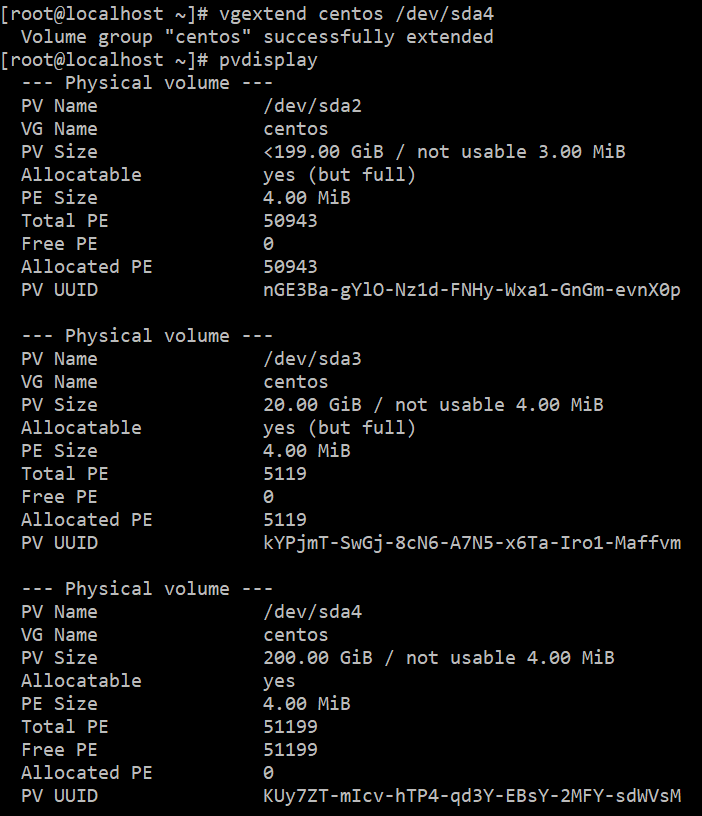 [root@localhost ~]# vgextend centos /dev/sda4
  Volume group "centos" successfully extended
[root@localhost ~]# pvdisplay
  --- Physical volume ---
  PV Name               /dev/sda2
  VG Name               centos
  PV Size               <199.00 GiB / not usable 3.00 MiB
  Allocatable           yes (but full)
  PE Size               4.00 MiB
  Total PE              50943
  Free PE               0
  Allocated PE          50943
  PV UUID               nGE3Ba-gYlO-Nz1d-FNHy-Wxa1-GnGm-evnX0p

  --- Physical volume ---
  PV Name               /dev/sda3
  VG Name               centos
  PV Size               20.00 GiB / not usable 4.00 MiB
  Allocatable           yes (but full)
  PE Size               4.00 MiB
  Total PE              5119
  Free PE               0
  Allocated PE          5119
  PV UUID               kYPjmT-SwGj-8cN6-A7N5-x6Ta-Iro1-Maffvm

  --- Physical volume ---
  PV Name               /dev/sda4
  VG Name               centos
  PV Size               200.00 GiB / not usable 4.00 MiB
  Allocatable           yes
  PE Size               4.00 MiB
  Total PE              51199
  Free PE               51199
  Allocated PE          0
  PV UUID               KUy7ZT-mIcv-hTP4-qd3Y-EBsY-2MFY-sdWVsM